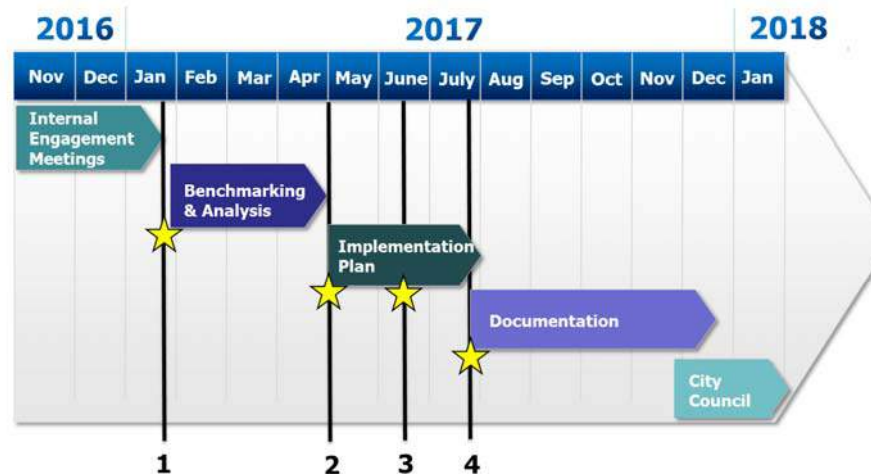 2016 2017 2018
Nov Dec Jan Feb Mar Apr May June July Aug Sep Oct Nov Dec Jan
Internal
Engagement
Meetings
Benchmarking
& Analysis
Implementation
Plan
Documentation
City
Council
1 2 3 4